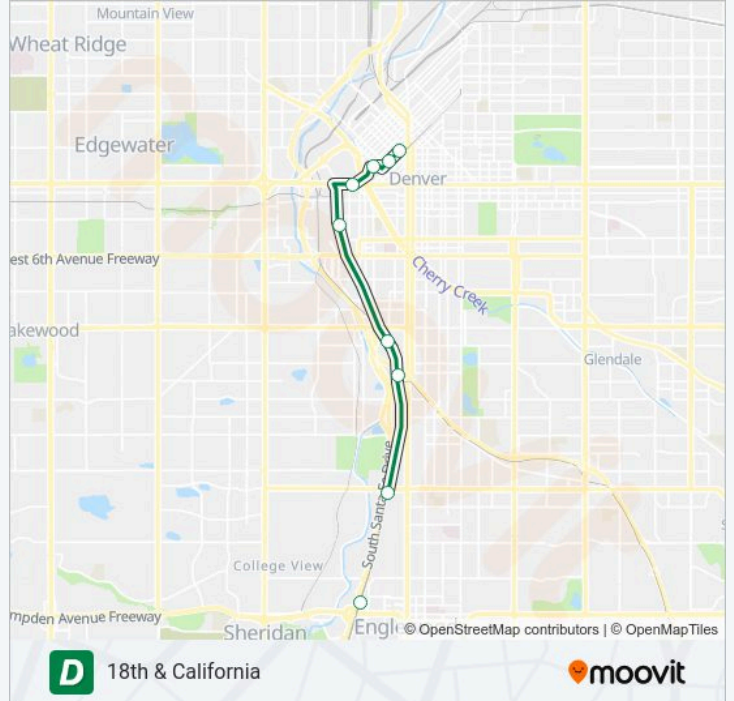 Mountain View
Wheat Ridge
Edgewater
Denver
est 6th Avenue Freeway
Cherry Creek
akewood
Glendale
South Santa Fe Drive
College View
mpden Avenue Freeway
Sheridan
Engle
© OpenStreetMap contributors | © OpenMapTiles
D
18th & California
moovit